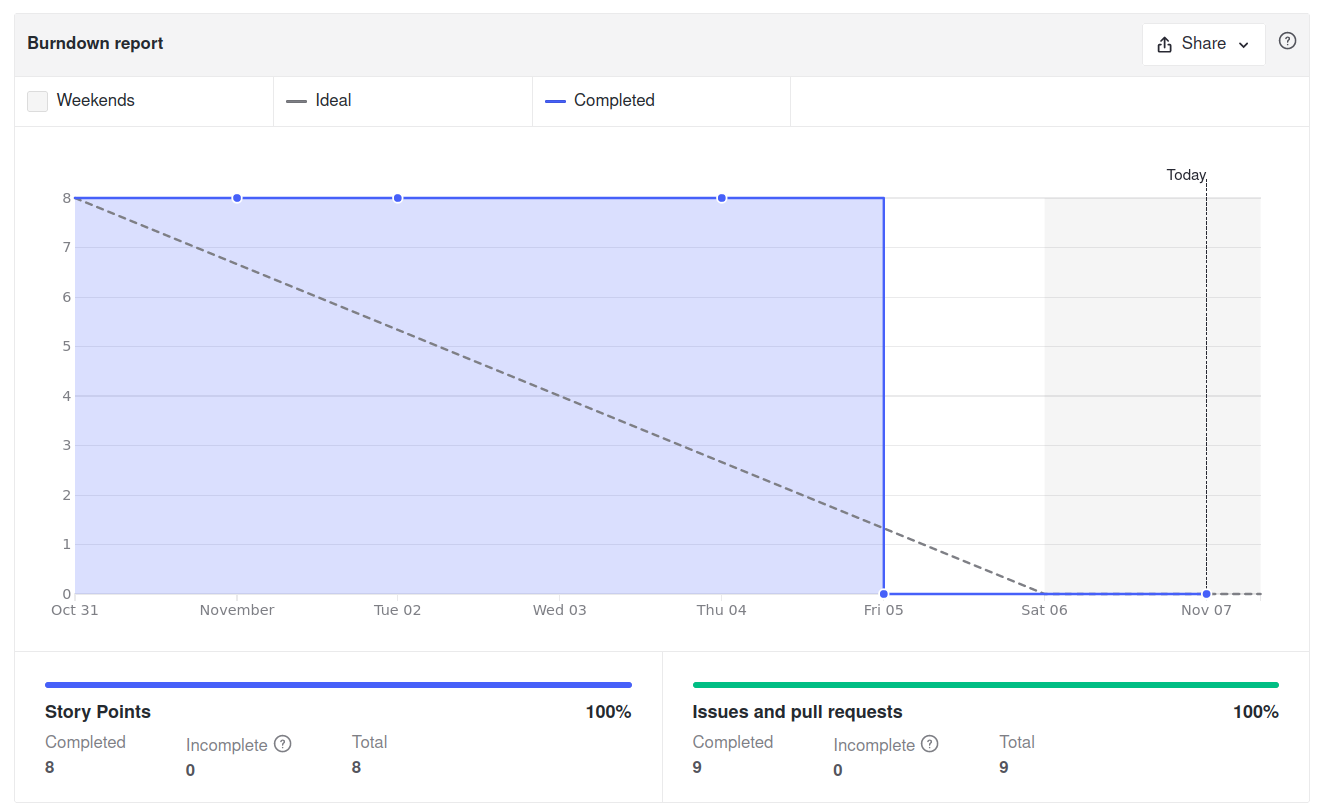 Burndown report
Share
Weekends
Ideal
Completed
Today
8
7
6
5
4
3
2
1
0
Oct 31 November Tue 02 Wed 03 Thu 04 Fri 05 Sat 06 Nov 07
Story Points 100%
Completed Incomplete ? Total
8 0 8
Issues and pull requests 100%
Completed Incomplete ? Total
9 0 9